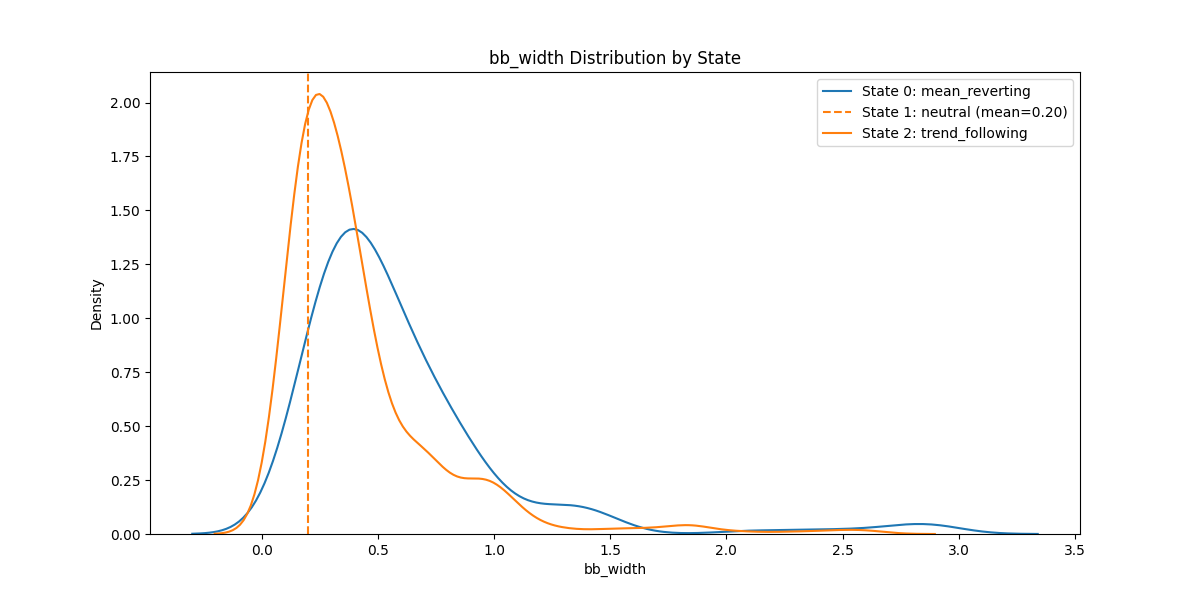 bb_width Distribution by State
State 0: mean_reverting
State 1: neutral (mean=0.20)
State 2: trend_following
2.00
1.75
1.50
1.25
1.00
0.75
0.50
0.25
0.00
Density
0.0 0.5 1.0 1.5 2.0 2.5 3.0 3.5
bb_width